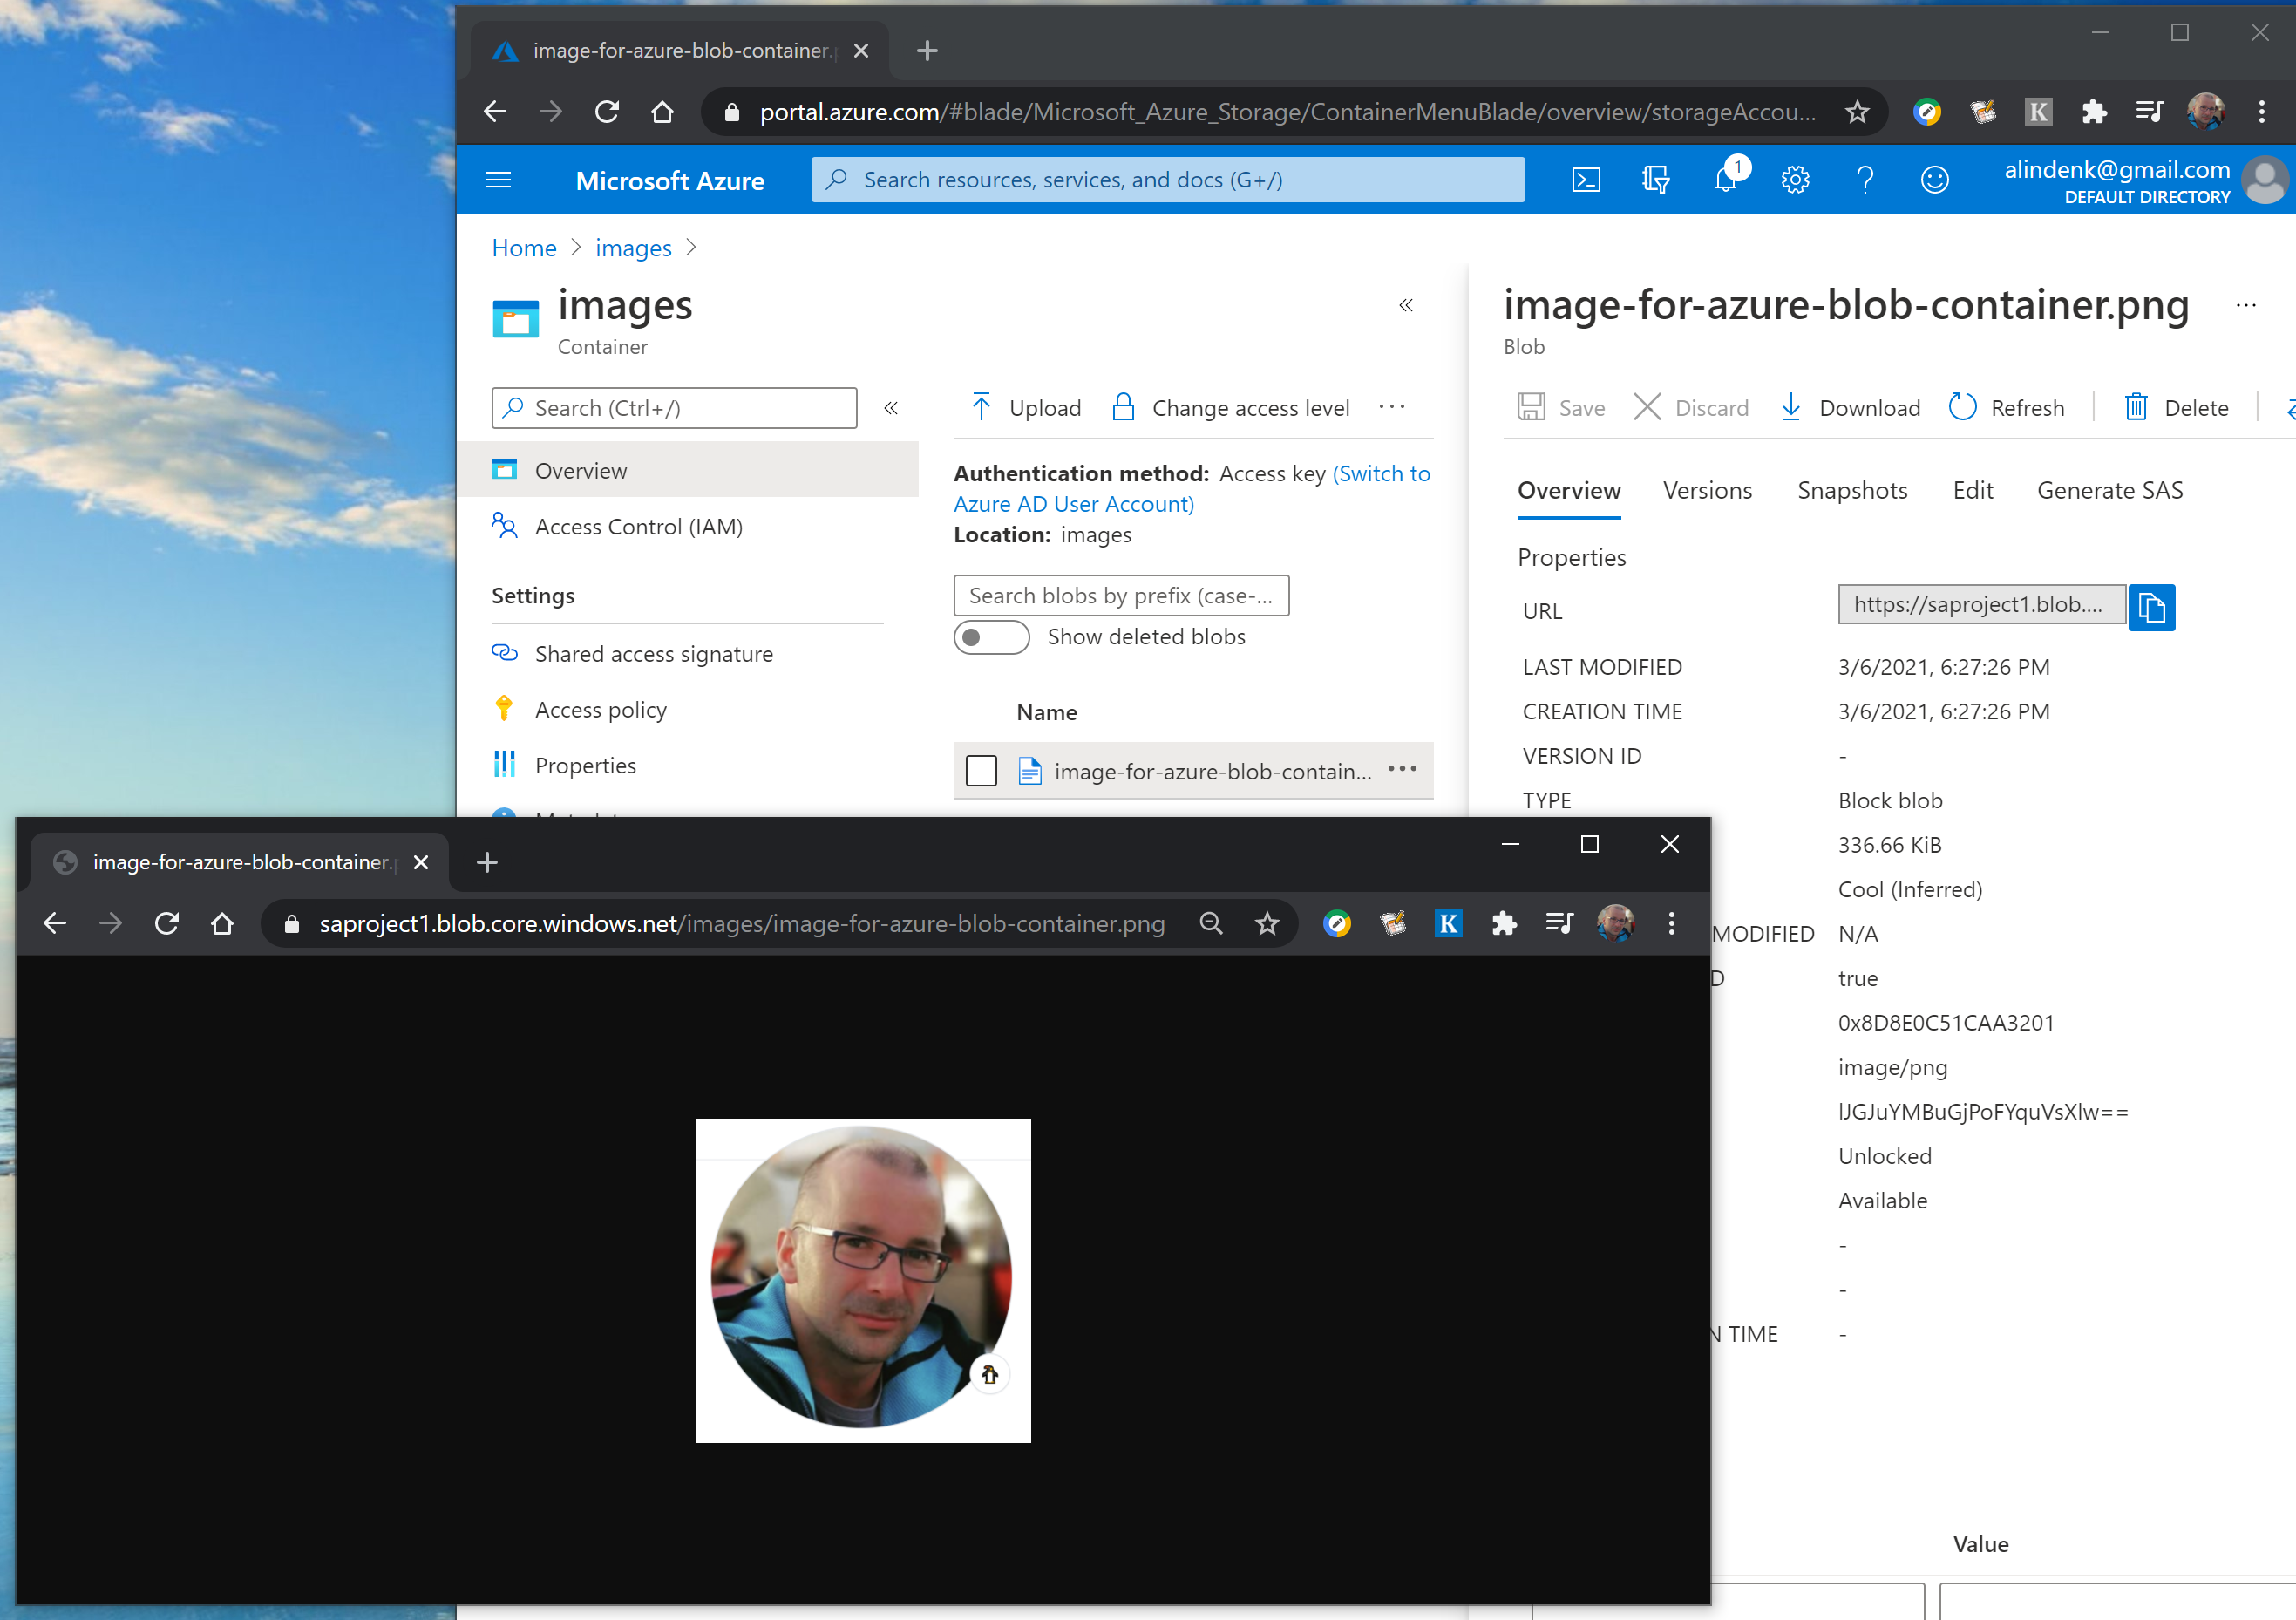 image-for-azure-blob-container.
portal.azure.com/#blade/Microsoft_Azure_Storage/ContainerMenuBlade/overview/storageAccou...
K
Microsoft Azure
Search resources, services, and docs (G+/)
1
alindenk@gmail.com
DEFAULT DIRECTORY
Home > images >
images
Container
image-for-azure-blob-container.png
Blob
...
Search (Ctrl+/)
Upload
Change access level
...
Save
Discard
Download
Refresh
Delete
Overview
Access Control (IAM)
Authentication method: Access key (Switch to
Azure AD User Account)
Location: images
Overview
Versions
Snapshots
Edit
Generate SAS
Properties
Settings
Search blobs by prefix (case-...
Show deleted blobs
URL
https://saproject1.blob....
Shared access signature
Access policy
Properties
Name
image-for-azure-blob-contain...
LAST MODIFIED 3/6/2021, 6:27:26 PM
CREATION TIME 3/6/2021, 6:27:26 PM
VERSION ID -
TYPE Block blob
336.66 KiB
Cool (Inferred)
MODIFIED N/A
D true
0x8D8E0C51CAA3201
image/png
lJGJuYMBuGjPoFYquVsXlw==
Unlocked
Available
-
-
N TIME -
Value
image-for-azure-blob-container.
saproject1.blob.core.windows.net/images/image-for-azure-blob-container.png
K